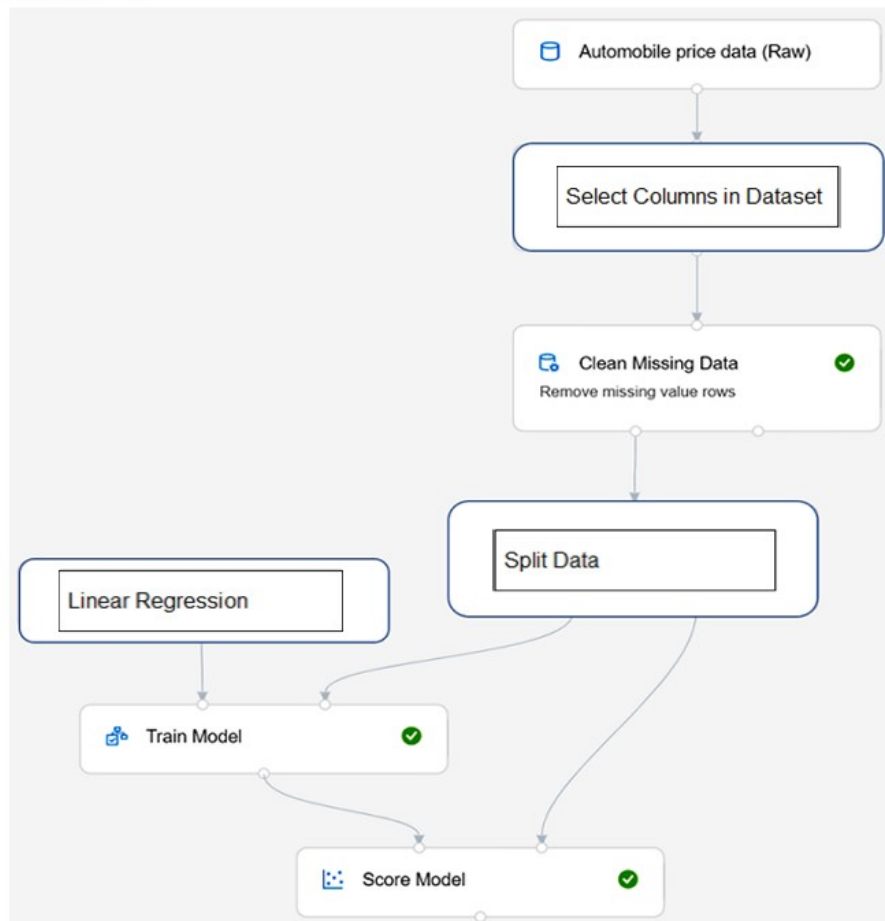 Automobile price data (Raw)
Select Columns in Dataset
Clean Missing Data
Remove missing value rows
Split Data
Linear Regression
Train Model
Score Model